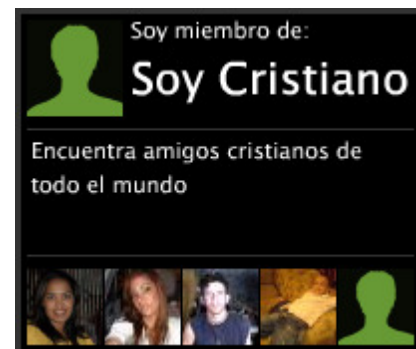 Soy miembro de:
Soy Cristiano
Encuentra amigos cristianos de
todo el mundo